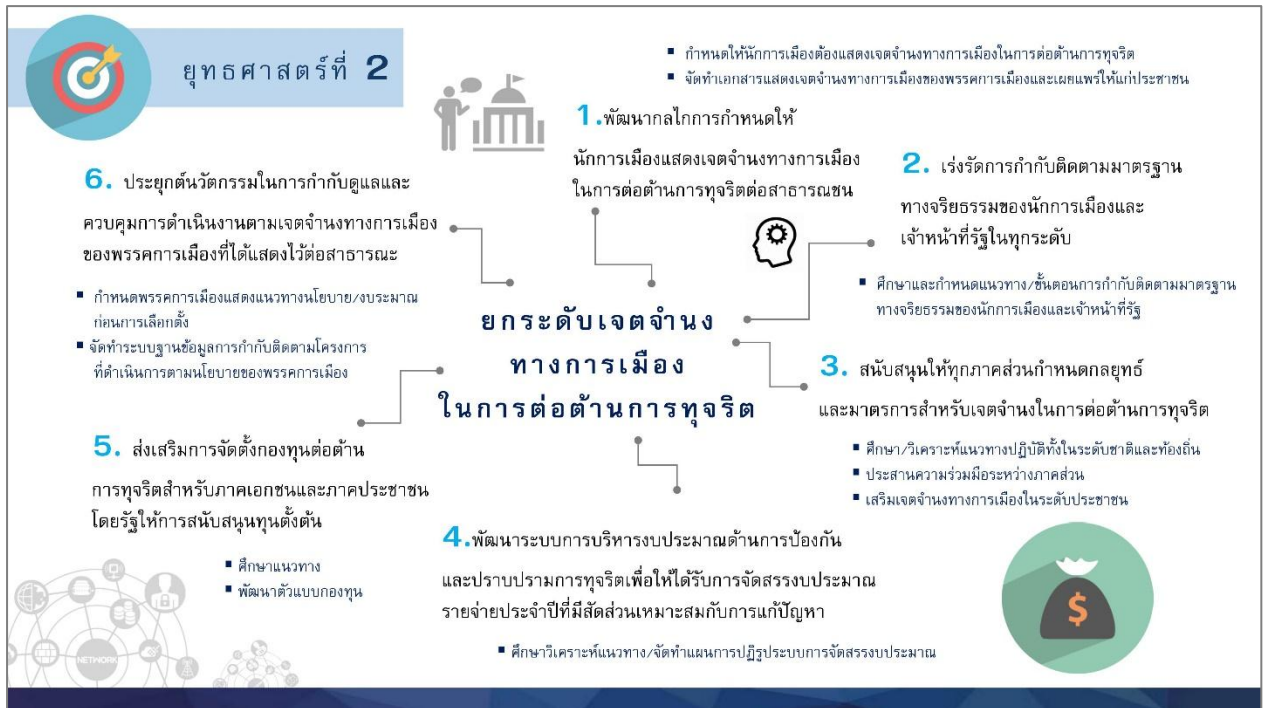 ยุทธศาสตร์ที่ 2
▪ กำหนดให้นักการเมืองต้องแสดงเจตจำนงทางการเมืองในการต่อต้านการทุจริต
▪ จัดทำเอกสารแสดงเจตจำนงทางการเมืองของพรรคการเมืองและเผยแพร่ให้แก่ประชาชน
1.พัฒนากลไกการกำหนดให้
นักการเมืองแสดงเจตจำนงทางการเมือง
ในการต่อต้านการทุจริตต่อสาธารณชน
2. เร่งรัดการกำกับติดตามมาตรฐาน
ทางจริยธรรมของนักการเมืองและ
เจ้าหน้าที่รัฐในทุกระดับ
▪ ศึกษาและกำหนดแนวทาง/ขั้นตอนการกำกับติดตามมาตรฐาน
ทางจริยธรรมของนักการเมืองและเจ้าหน้าที่รัฐ
ยกระดับเจตจำนง
ทางการเมือง
ในการต่อต้านการทุจริต
3. สนับสนุนให้ทุกภาคส่วนกำหนดกลยุทธ์
และมาตรการสำหรับเจตจำนงในการต่อต้านการทุจริต
▪ ศึกษา/วิเคราะห์แนวทางปฏิบัติทั้งในระดับชาติและท้องถิ่น
▪ ประสานความร่วมมือระหว่างภาคส่วน
▪ เสริมเจตจำนงทางการเมืองในระดับประชาชน
4.พัฒนาระบบการบริหารงบประมาณด้านการป้องกัน
และปราบปรามการทุจริตเพื่อให้ได้รับการจัดสรรงบประมาณ
รายจ่ายประจำปีที่มีสัดส่วนเหมาะสมกับการแก้ปัญหา
▪ ศึกษาวิเคราะห์แนวทาง/จัดทำแผนการปฏิรูประบบการจัดสรรงบประมาณ
5. ส่งเสริมการจัดตั้งกองทุนต่อต้าน
การทุจริตสำหรับภาคเอกชนและภาคประชาชน
โดยรัฐให้การสนับสนุนทุนตั้งต้น
▪ ศึกษาแนวทาง
▪ พัฒนาตัวแบบกองทุน
6. ประยุกต์นวัตกรรมในการกำกับดูแลและ
ควบคุมการดำเนินงานตามเจตจำนงทางการเมือง
ของพรรคการเมืองที่ได้แสดงไว้ต่อสาธารณะ
▪ กำหนดพรรคการเมืองแสดงแนวทางนโยบาย/งบประมาณ
ก่อนการเลือกตั้ง
▪ จัดทำระบบฐานข้อมูลการกำกับติดตามโครงการ
ที่ดำเนินการตามนโยบายของพรรคการเมือง
NETWORK
$